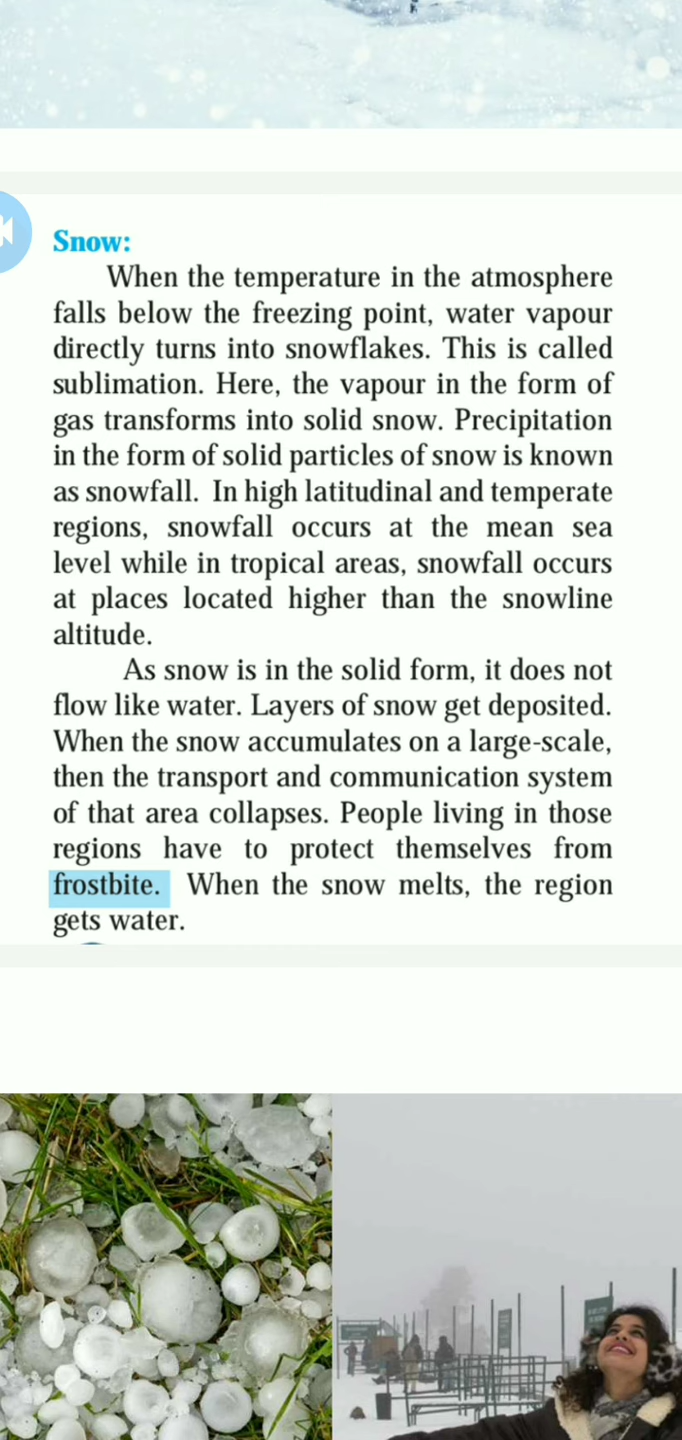 Snow:
When the temperature in the atmosphere
falls below the freezing point, water vapour
directly turns into snowflakes. This is called
sublimation. Here, the vapour in the form of
gas transforms into solid snow. Precipitation
in the form of solid particles of snow is known
as snowfall. In high latitudinal and temperate
regions, snowfall occurs at the mean sea
level while in tropical areas, snowfall occurs
at places located higher than the snowline
altitude.
As snow is in the solid form, it does not
flow like water. Layers of snow get deposited.
When the snow accumulates on a large-scale,
then the transport and communication system
of that area collapses. People living in those
regions have to protect themselves from
frostbite. When the snow melts, the region
gets water.